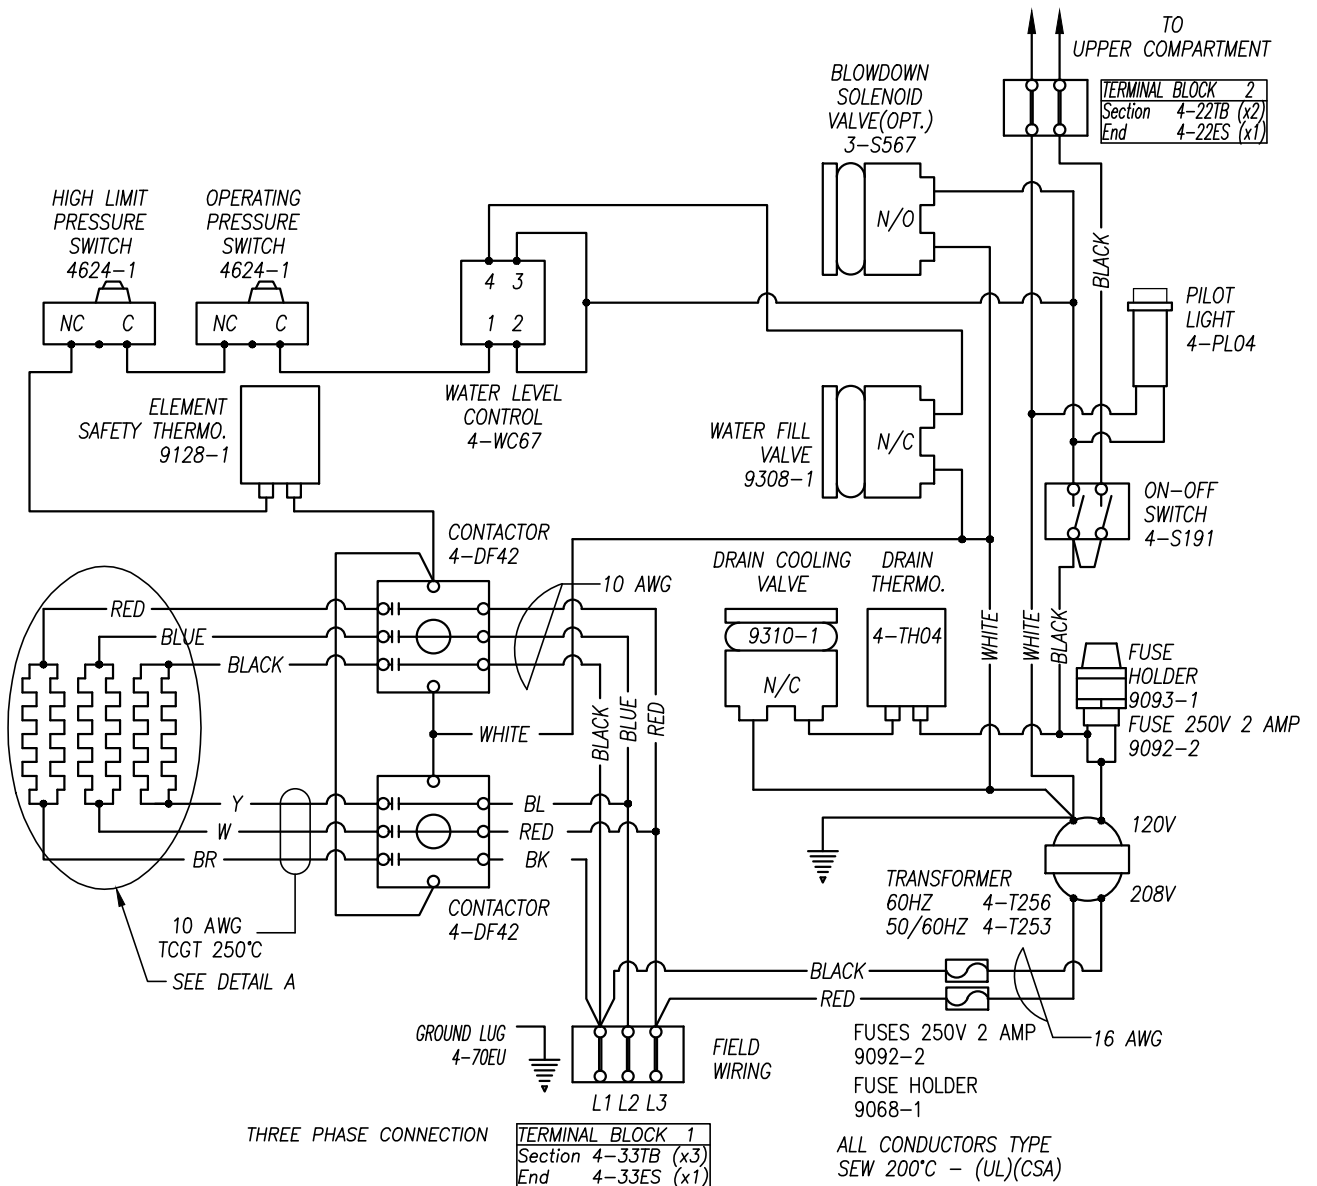 TO
UPPER COMPARTMENT
TERMINAL BLOCK 2
Section 4-22TB (x2)
End 4-22ES (x1)
BLOWDOWN
SOLENOID
VALVE(OPT.)
3-S567
N/O
HIGH LIMIT
PRESSURE
SWITCH
4624-1
NC C
OPERATING
PRESSURE
SWITCH
4624-1
NC C
4 3
1 2
WATER LEVEL
CONTROL
4-WC67
BLACK
PILOT
LIGHT
4-PL04
ELEMENT
SAFETY THERMO.
9128-1
WATER FILL
VALVE
9308-1
N/C
ON-OFF
SWITCH
4-S191
CONTACTOR
4-DF42
10 AWG
DRAIN COOLING
VALVE
9310-1
N/C
DRAIN
THERMO.
4-TH04
WHITE
WHITE
BLACK
FUSE
HOLDER
9093-1
FUSE 250V 2 AMP
9092-2
RED
BLUE
BLACK
WHITE
BLACK
BLUE
RED
Y
W
BR
BL
RED
BK
120V
208V
TRANSFORMER
60HZ 4-T256
50/60HZ 4-T253
CONTACTOR
4-DF42
10 AWG
TCGT 250°C
SEE DETAIL A
BLACK
RED
16 AWG
FUSES 250V 2 AMP
9092-2
FUSE HOLDER
9068-1
GROUND LUG
4-70EU
FIELD
WIRING
L1 L2 L3
THREE PHASE CONNECTION
TERMINAL BLOCK 1
Section 4-33TB (x3)
End 4-33ES (x1)
ALL CONDUCTORS TYPE
SEW 200°C - (UL)(CSA)